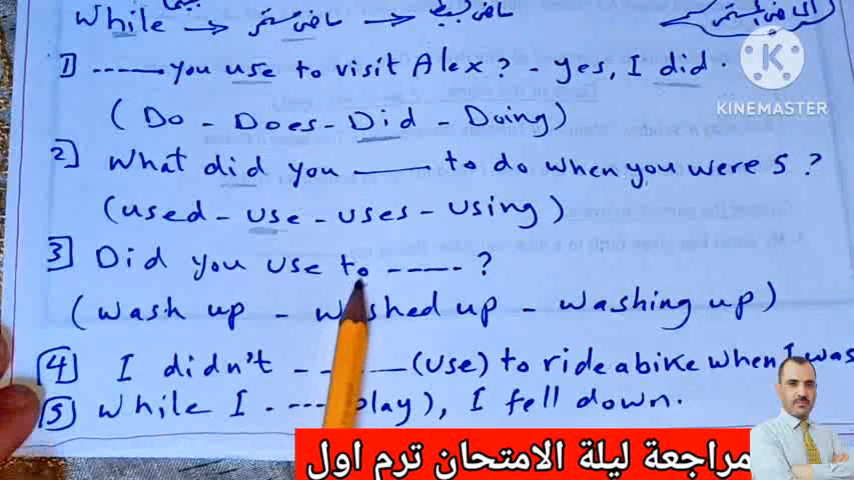 While → ماضى مستمر → ماضى بسيط
الماضى المستمر
KINEMASTER
1) ------ you use to visit Alex? - yes, I did.
(Do - Does - Did - Doing)
2) What did you ------ to do when you were 5?
(used - use - uses - using)
3) Did you use to ------?
(wash up - washed up - washing up)
4) I didn't ------ (use) to ride a bike when I was
5) While I ------ play), I fell down.
مراجعة ليلة الامتحان ترم اول